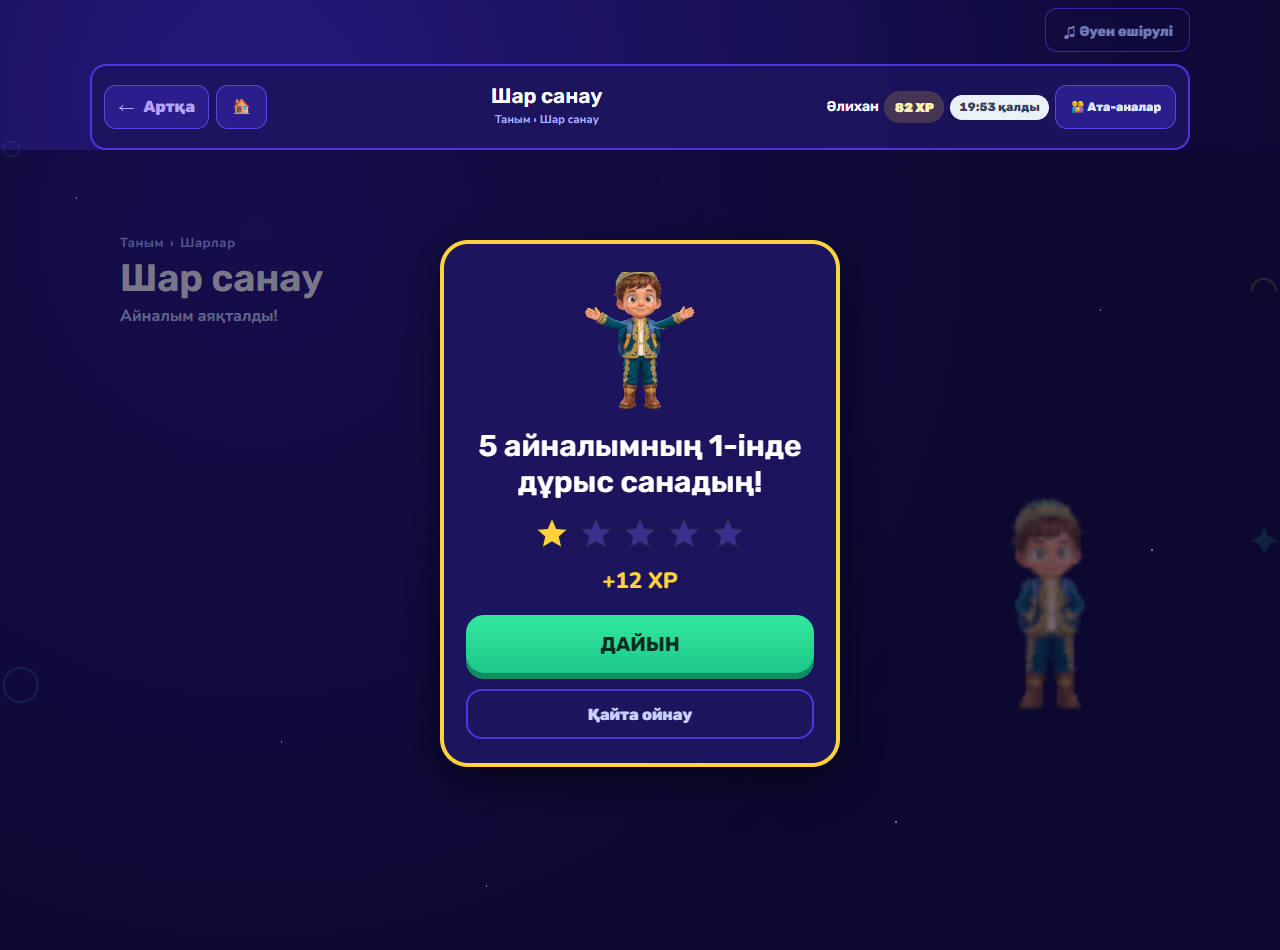 ♫ Әуен өшірулі
← Артқа
Шар санау
Таным › Шар санау
Әлихан 82 XP 19:53 қалды Ата-аналар
Таным › Шарлар
Шар санау
Айналым аяқталды!
5 айналымның 1-інде
дұрыс санадың!
+12 XP
ДАЙЫН
Қайта ойнау